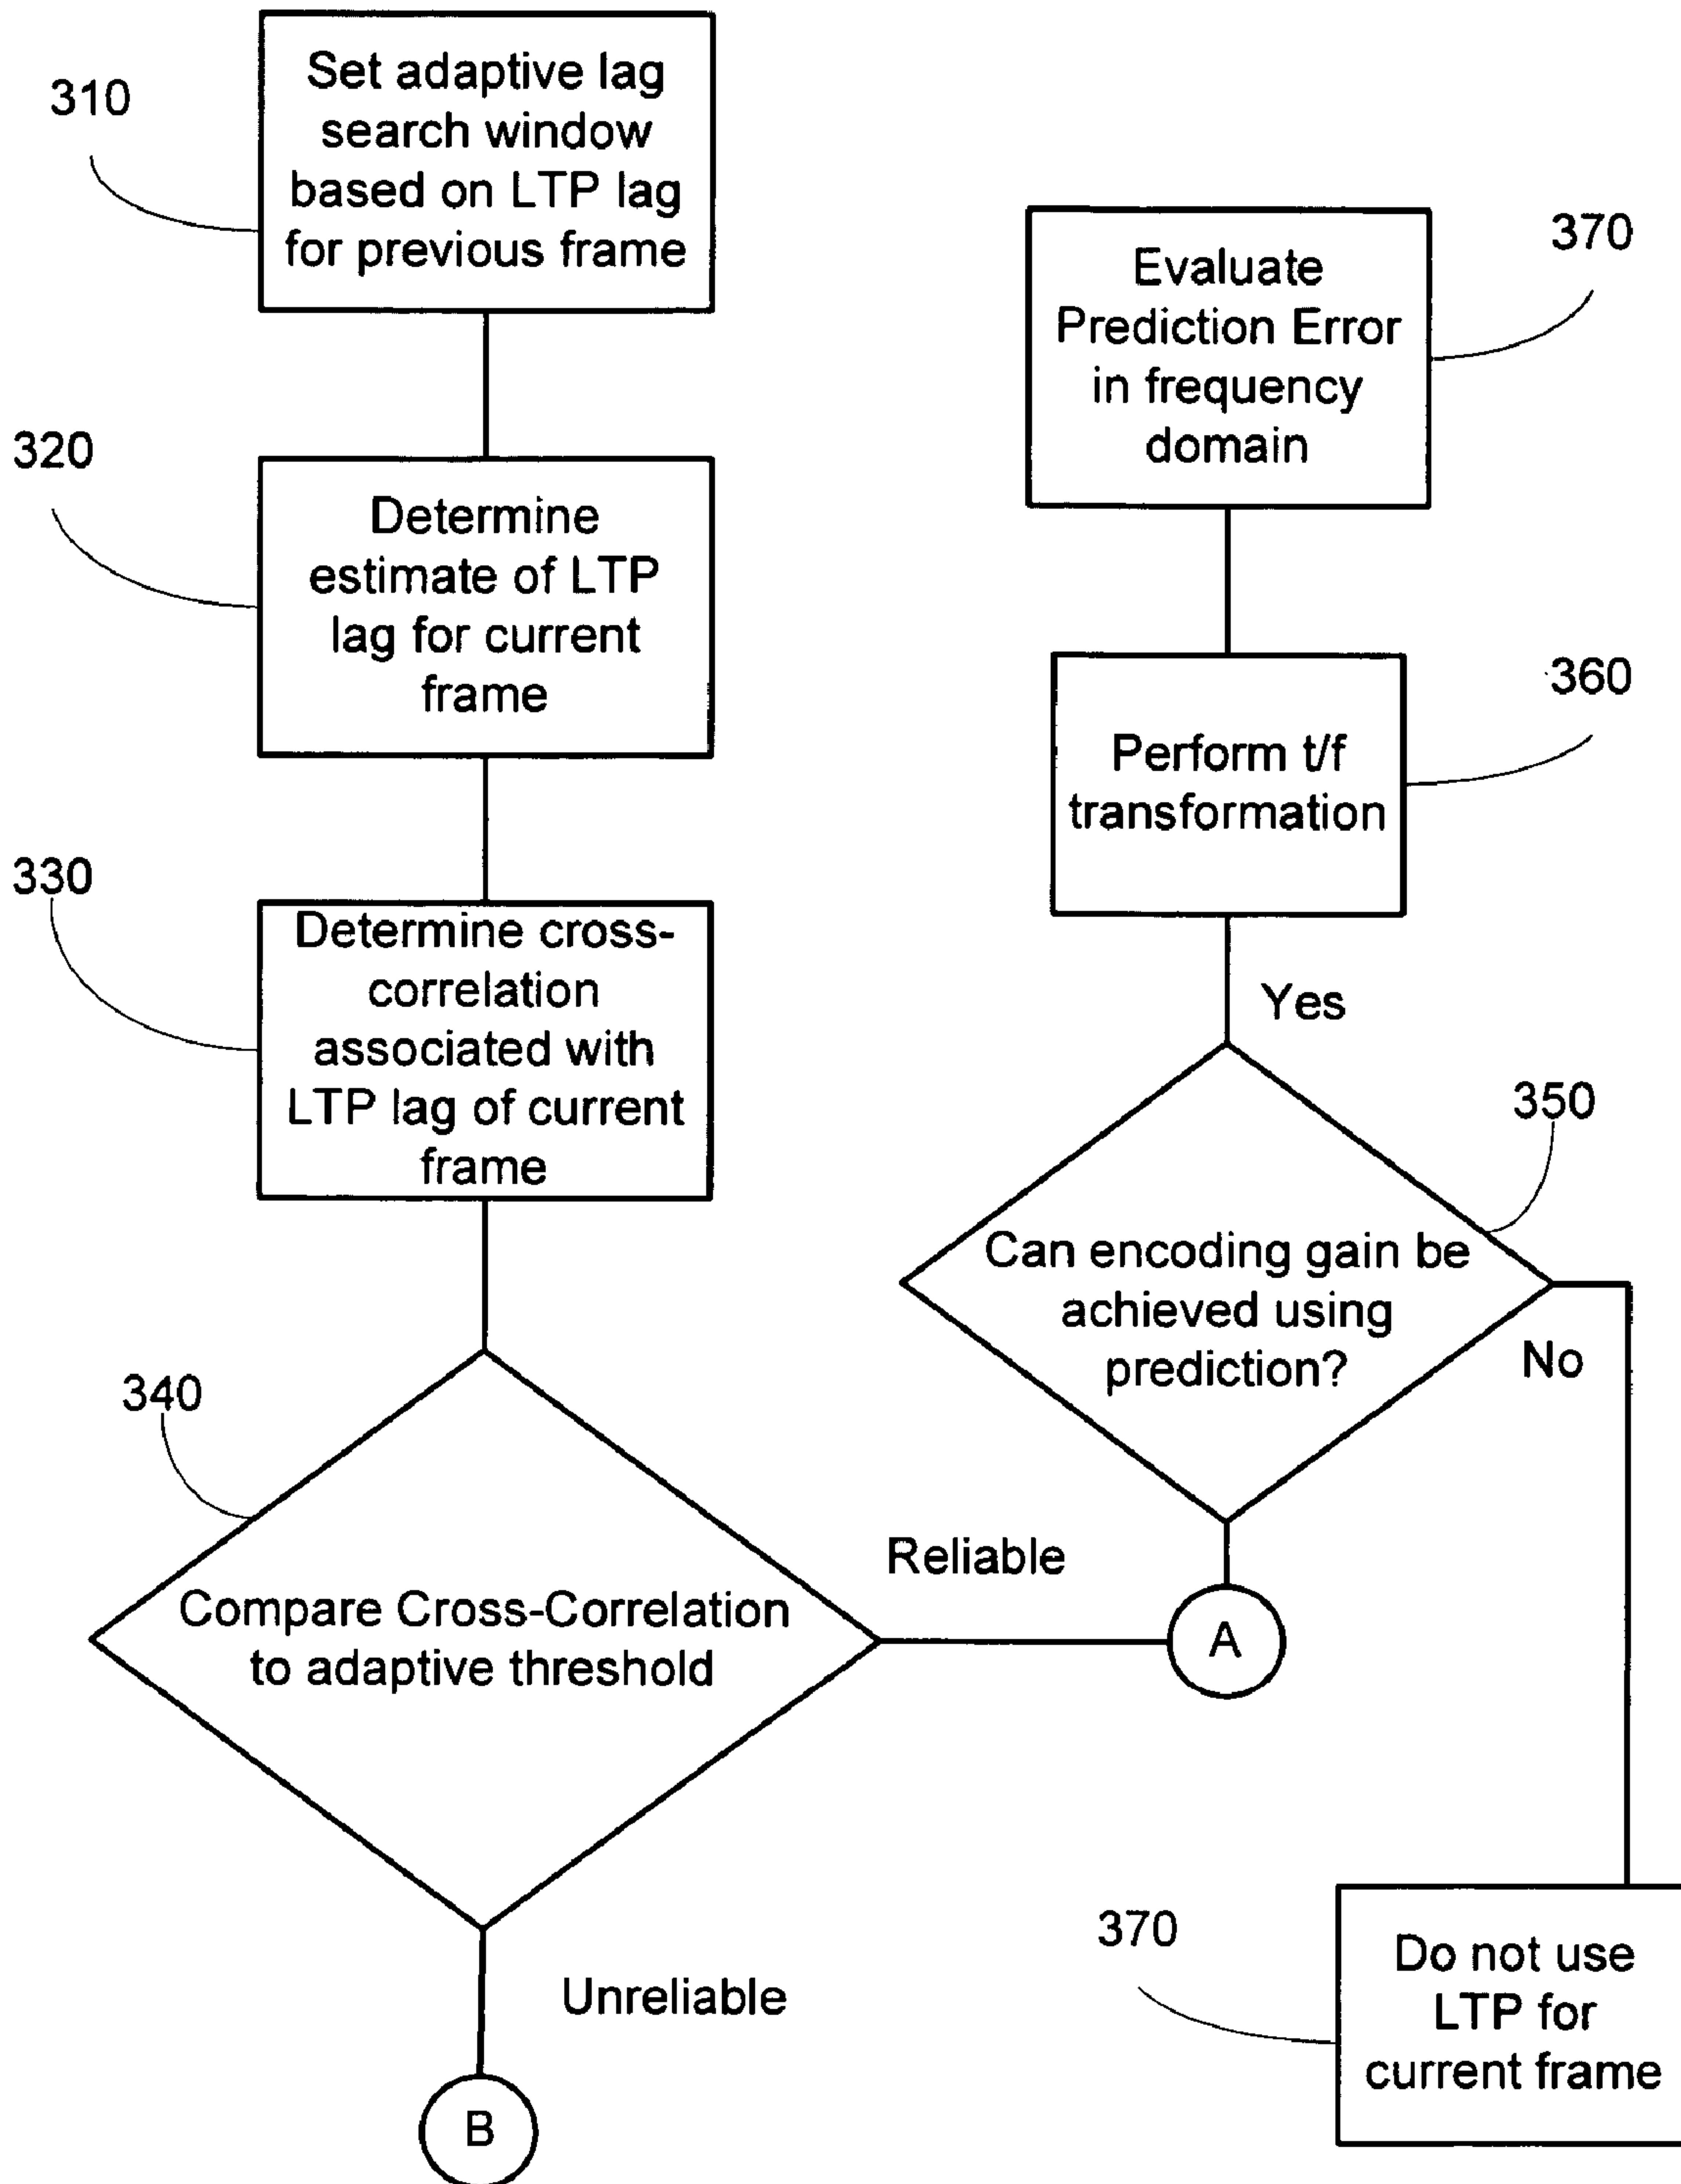 310
Set adaptive lag
search window
based on LTP lag
for previous frame
320
Determine
estimate of LTP
lag for current
frame
330
Determine cross-
correlation
associated with
LTP lag of current
frame
340
Compare Cross-Correlation
to adaptive threshold
Reliable
Unreliable
B
A
370
Evaluate
Prediction Error
in frequency
domain
360
Perform t/f
transformation
Yes
350
Can encoding gain be
achieved using
prediction?
No
370
Do not use
LTP for
current frame